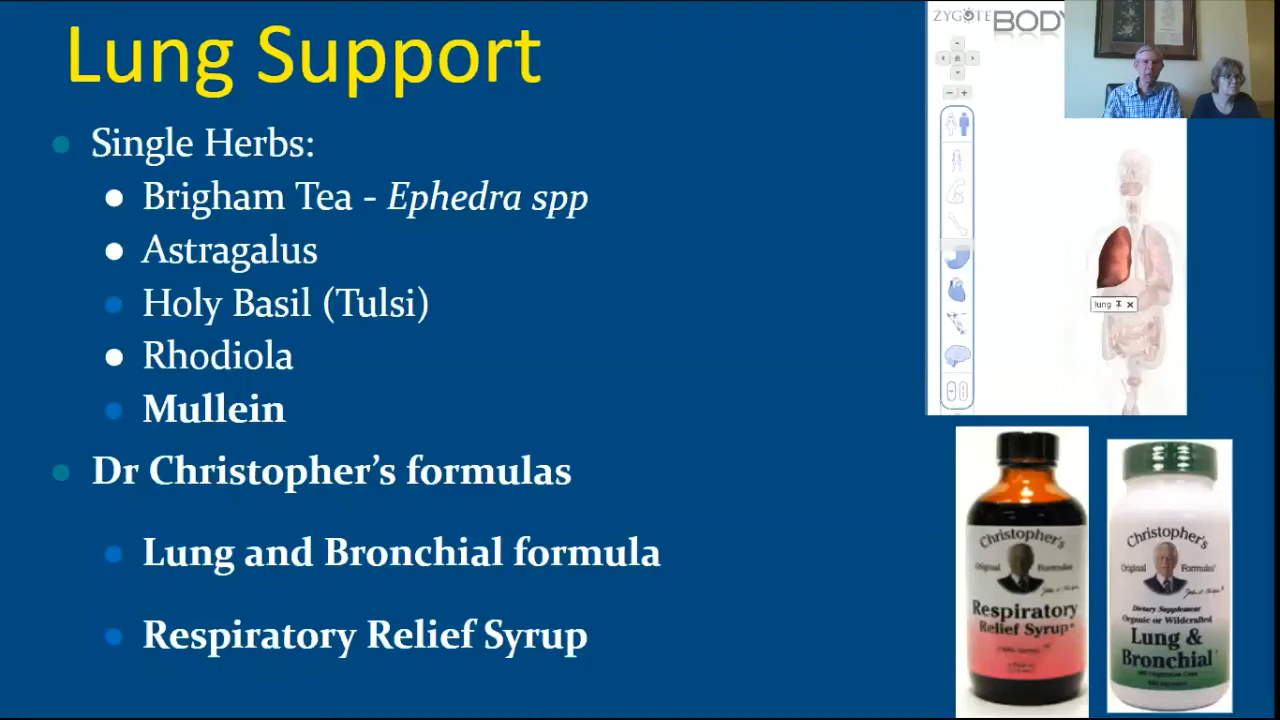 Lung Support
Single Herbs:
Brigham Tea - Ephedra spp
Astragalus
Holy Basil (Tulsi)
Rhodiola
Mullein
Dr Christopher's formulas
Lung and Bronchial formula
Respiratory Relief Syrup
ZYGOTE BODY
lung
Christopher's
Original Formulas
Respiratory
Relief Syrup
Christopher's
Original Formulas
Dietary Supplement
Organic or Wildcrafted
Lung &
Bronchial